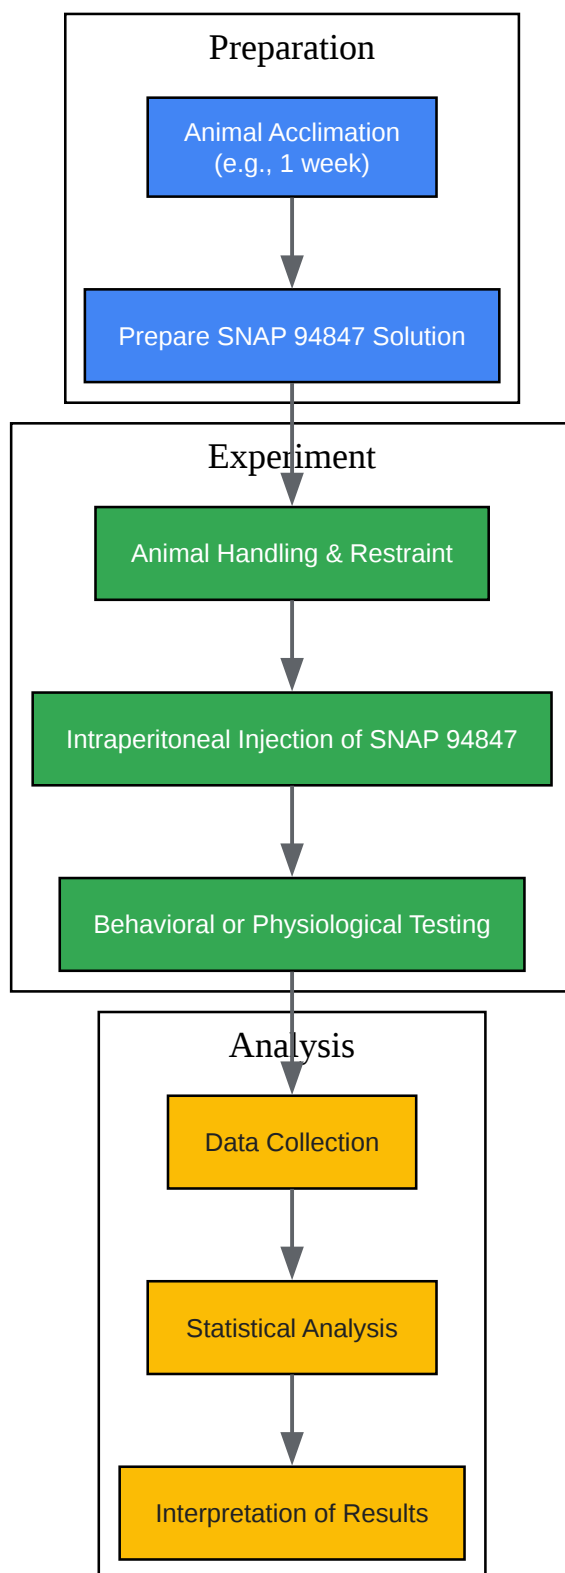 Preparation
Animal Acclimation
(e.g., 1 week)
Prepare SNAP 94847 Solution
Experiment
Animal Handling & Restraint
Intraperitoneal Injection of SNAP 94847
Behavioral or Physiological Testing
Analysis
Data Collection
Statistical Analysis
Interpretation of Results